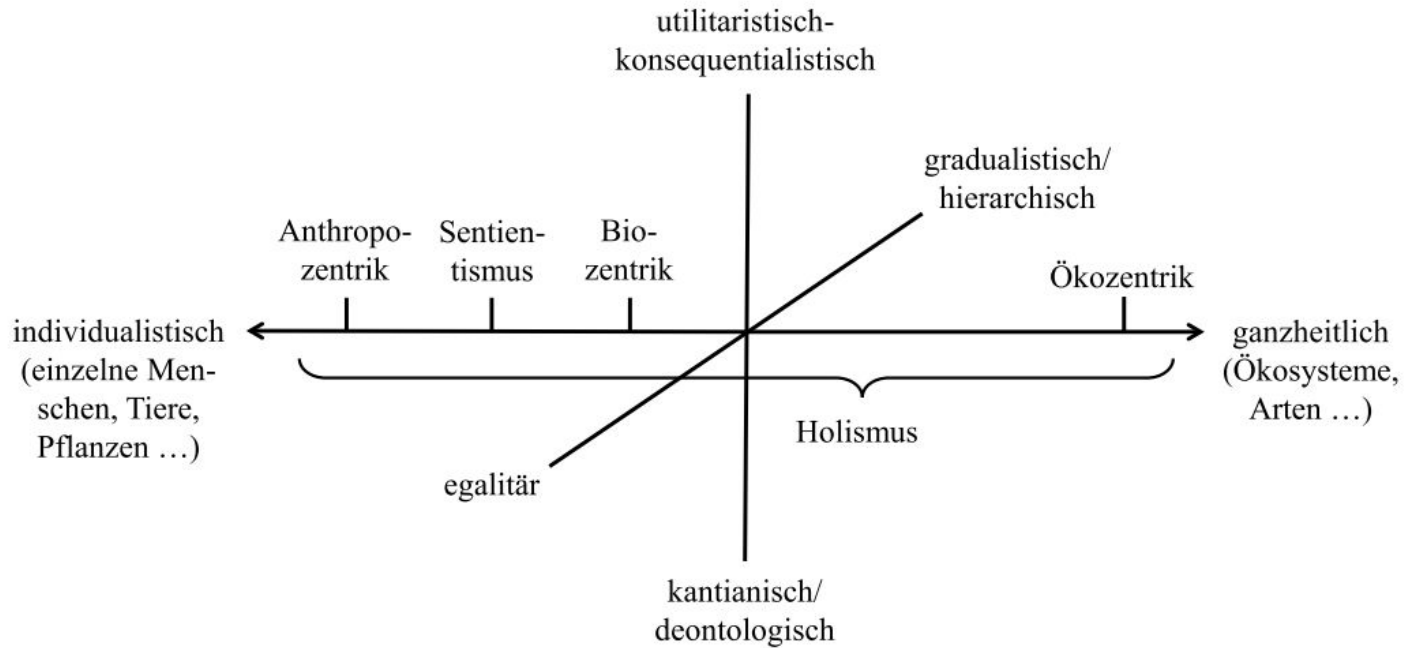 utilitaristisch-
konsequentialistisch
gradualistisch/
hierarchisch
Anthropo-
zentrik
Sentien-
tismus
Bio-
zentrik
Ökozentrik
individualistisch
(einzelne Men-
schen, Tiere,
Pflanzen …)
ganzheitlich
(Ökosysteme,
Arten …)
Holismus
egalitär
kantianisch/
deontologisch